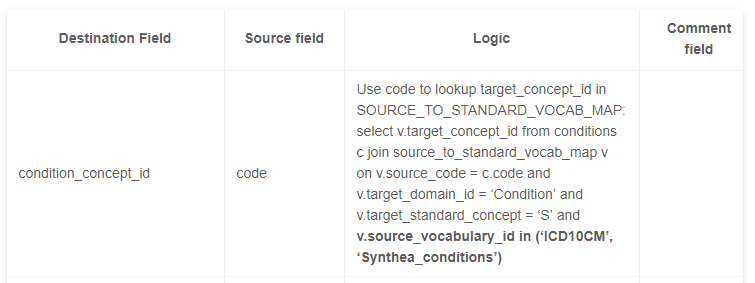 Destination Field
Source field
Logic
Comment
field
condition_concept_id
code
Use code to lookup target_concept_id in
SOURCE_TO_STANDARD_VOCAB_MAP:
select v.target_concept_id from conditions
c join source_to_standard_vocab_map v
on v.source_code = c.code and
v.target_domain_id = ‘Condition’ and
v.target_standard_concept = ‘S’ and
v.source_vocabulary_id in (‘ICD10CM’,
‘Synthea_conditions’)